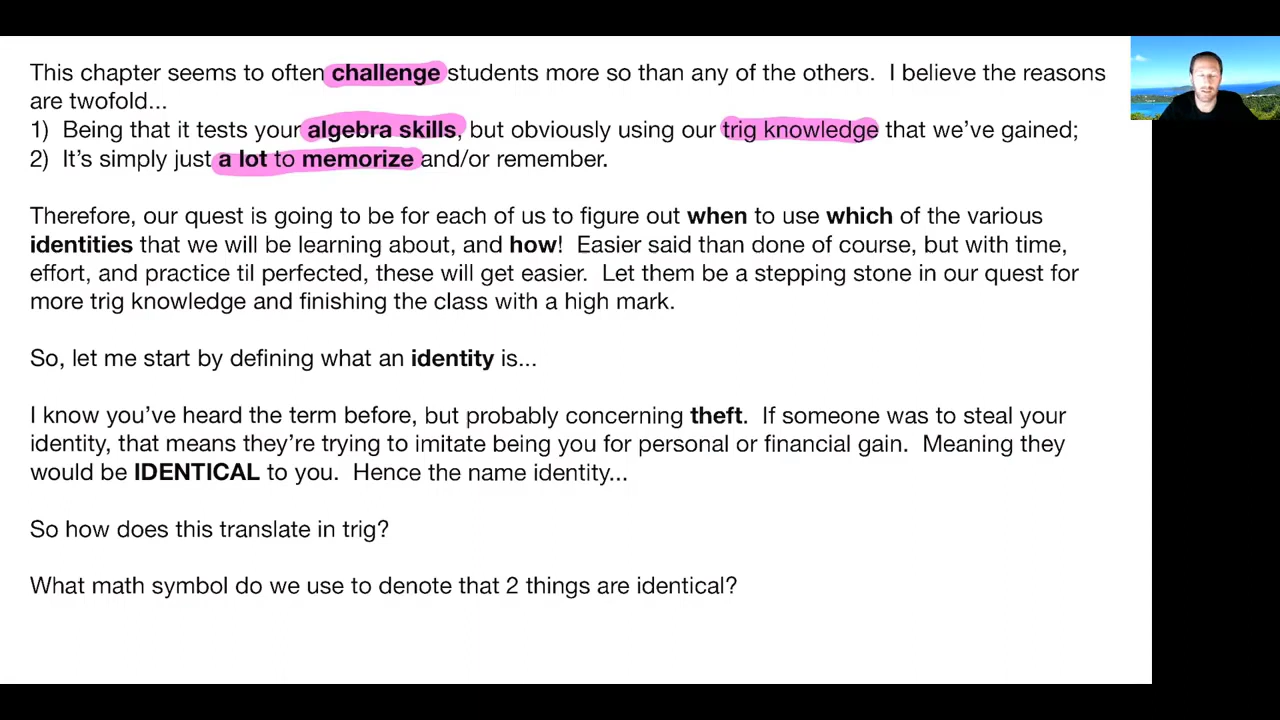 This chapter seems to often challenge students more so than any of the others. I believe the reasons
are twofold...
1) Being that it tests your algebra skills, but obviously using our trig knowledge that we've gained;
2) It's simply just a lot to memorize and/or remember.
Therefore, our quest is going to be for each of us to figure out when to use which of the various
identities that we will be learning about, and how! Easier said than done of course, but with time,
effort, and practice til perfected, these will get easier. Let them be a stepping stone in our quest for
more trig knowledge and finishing the class with a high mark.
So, let me start by defining what an identity is...
I know you've heard the term before, but probably concerning theft. If someone was to steal your
identity, that means they're trying to imitate being you for personal or financial gain. Meaning they
would be IDENTICAL to you. Hence the name identity...
So how does this translate in trig?
What math symbol do we use to denote that 2 things are identical?